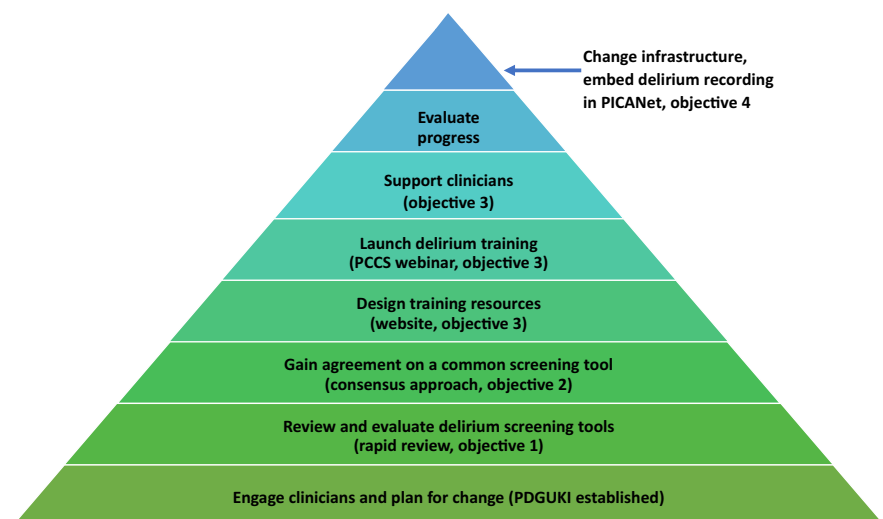 Change infrastructure,
embed delirium recording
in PICANet, objective 4
Evaluate
progress
Support clinicians
(objective 3)
Launch delirium training
(PCCS webinar, objective 3)
Design training resources
(website, objective 3)
Gain agreement on a common screening tool
(consensus approach, objective 2)
Review and evaluate delirium screening tools
(rapid review, objective 1)
Engage clinicians and plan for change (PDGUKI established)